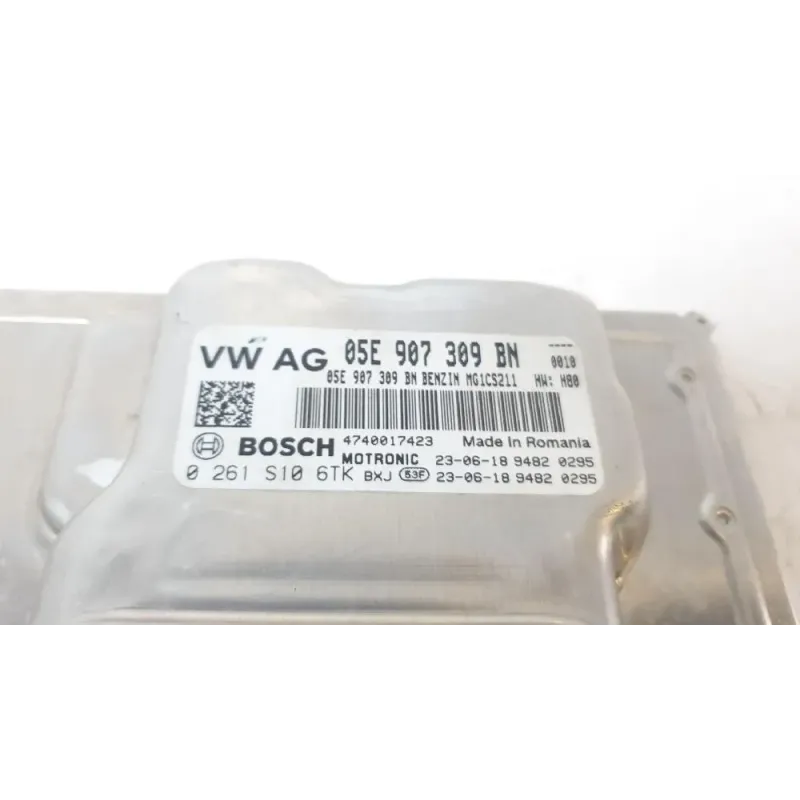 VW AG 05E 907 309 BN ----
0010
05E 907 309 BN BENZIN MG1CS211 HW: H80
BOSCH 4740017423 Made in Romania
MOTRONIC 23-06-18 9482 0295
0 261 S10 6TK BXJ 53F 23-06-18 9482 0295